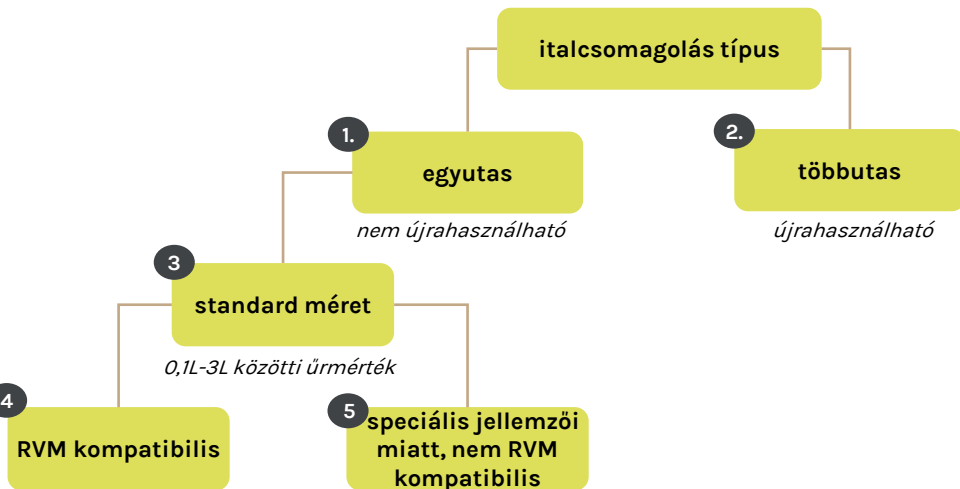 italcsomagolás típus
1.
egyutas
nem újrahasználható
2.
többutas
újrahasználható
3
standard méret
0,1L-3L közötti űrmérték
4
RVM kompatibilis
5
speciális jellemzői
miatt, nem RVM
kompatibilis